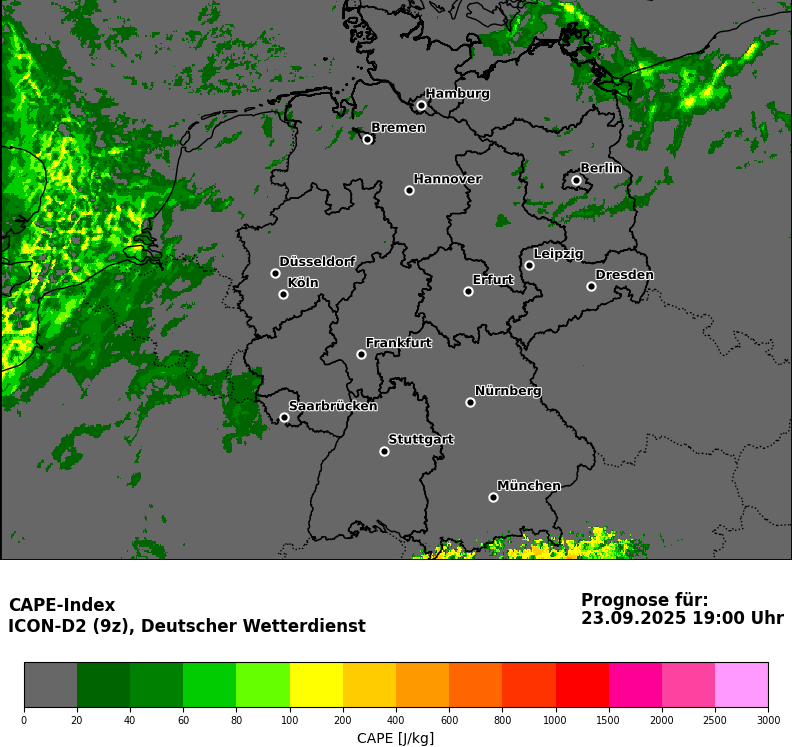 Hamburg
Bremen
Berlin
Hannover
Leipzig
Düsseldorf
Dresden
Erfurt
Köln
Frankfurt
Nürnberg
Saarbrücken
Stuttgart
München
CAPE-Index
ICON-D2 (9z), Deutscher Wetterdienst
Prognose für:
23.09.2025 19:00 Uhr
0 20 40 60 80 100 200 400 600 800 1000 1500 2000 2500 3000
CAPE [J/kg]